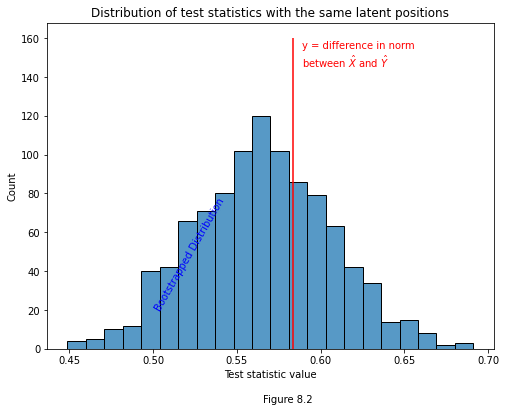 Distribution of test statistics with the same latent positions
160
140
120
100
80
60
40
20
0
Count
y = difference in norm
between X̂ and Ŷ
Bootstrapped Distribution
0.45 0.50 0.55 0.60 0.65 0.70
Test statistic value
Figure 8.2